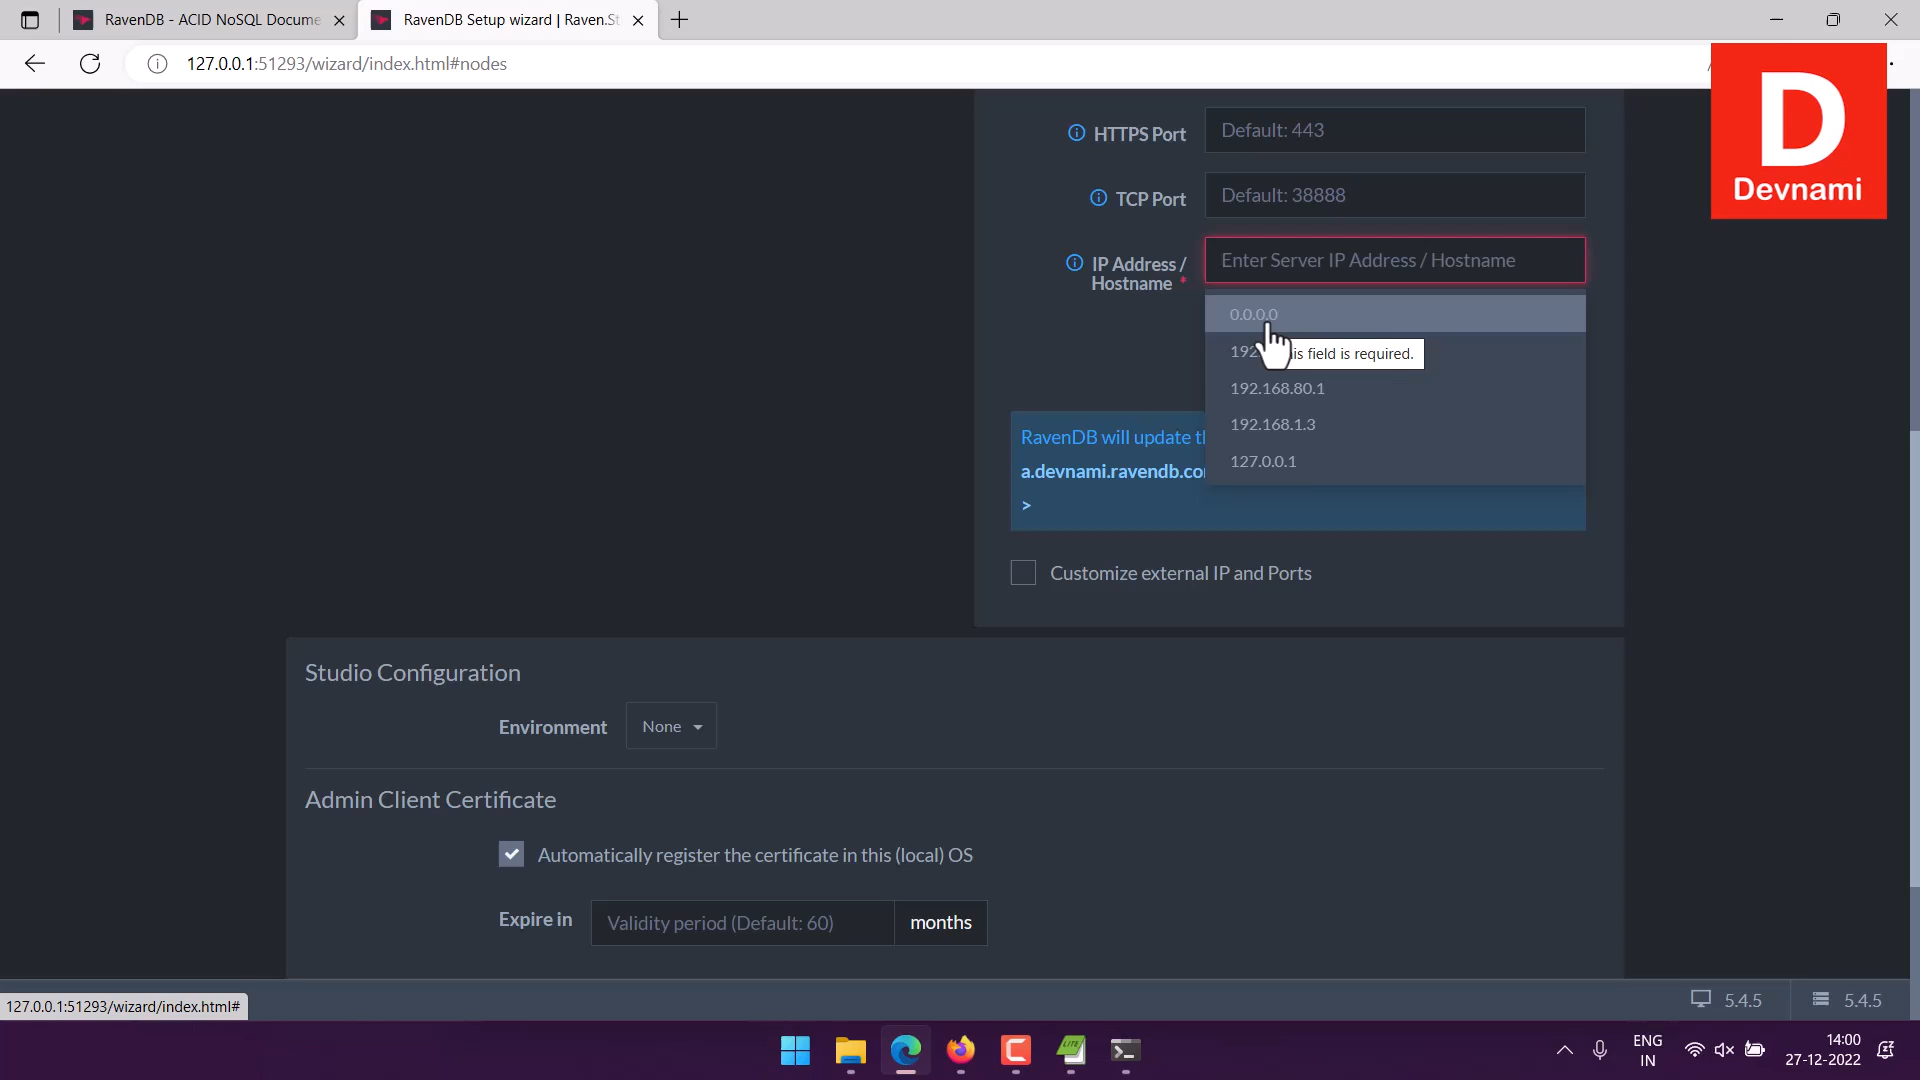 RavenDB - ACID NoSQL Docume
RavenDB Setup wizard | Raven.St
127.0.0.1:51293/wizard/index.html#nodes
D
Devnami
HTTPS Port
Default: 443
TCP Port
Default: 38888
IP Address /
Hostname *
Enter Server IP Address / Hostname
0.0.0.0
192.
is field is required.
192.168.80.1
192.168.1.3
127.0.0.1
RavenDB will update t
a.devnami.ravendb.co
>
Customize external IP and Ports
Studio Configuration
Environment
None
Admin Client Certificate
Automatically register the certificate in this (local) OS
Expire in
Validity period (Default: 60)
months
127.0.0.1:51293/wizard/index.html#
5.4.5
5.4.5
LITE
ENG
IN
14:00
27-12-2022